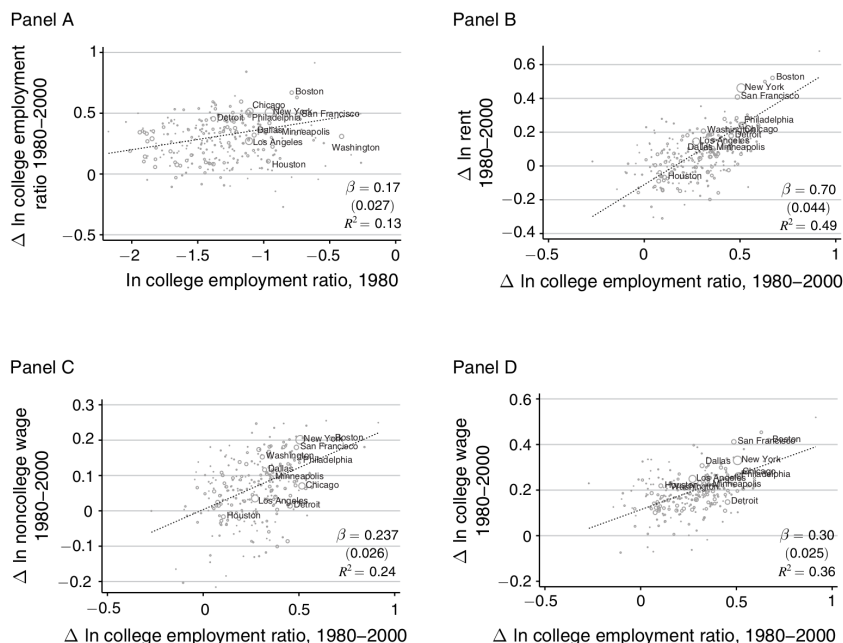 Panel A
Δ ln college employment
ratio 1980–2000
1
0.5
0
−0.5
−2
−1.5
−1
−0.5
0
ln college employment ratio, 1980
Boston
Chicago
New York
San Francisco
Detroit
Philadelphia
Dallas
Minneapolis
Los Angeles
Washington
Houston
β = 0.17
(0.027)
R² = 0.13
Panel B
Δ ln rent
1980–2000
0.6
0.4
0.2
0
−0.2
−0.4
−0.5
0
0.5
1
Δ ln college employment ratio, 1980–2000
Boston
New York
San Francisco
Philadelphia
Washington
Chicago
Detroit
Los Angeles
Dallas
Minneapolis
Houston
β = 0.70
(0.044)
R² = 0.49
Panel C
Δ ln noncollege wage
1980–2000
0.3
0.2
0.1
0
−0.1
−0.2
−0.5
0
0.5
1
Δ ln college employment ratio, 1980–2000
New York
Boston
San Francisco
Washington
Philadelphia
Dallas
Minneapolis
Chicago
Los Angeles
Detroit
Houston
β = 0.237
(0.026)
R² = 0.24
Panel D
Δ ln college wage
1980–2000
0.6
0.4
0.2
0
−0.2
−0.5
0
0.5
1
Δ ln college employment ratio, 1980–2000
San Francisco
Boston
Dallas
New York
Chicago
Philadelphia
Los Angeles
Houston
Washington
Minneapolis
Detroit
β = 0.30
(0.025)
R² = 0.36